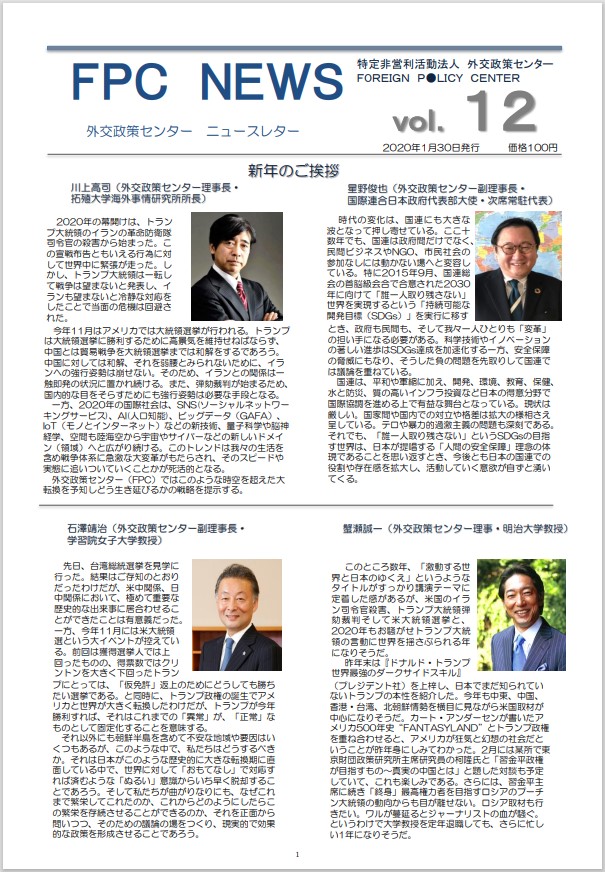 FPC NEWS
特定非営利活動法人 外交政策センター
FOREIGN P●LICY CENTER
外交政策センター ニュースレター
vol. 12
2020年1月30日発行 価格100円
新年のご挨拶
川上高司（外交政策センター理事長・
拓殖大学海外事情研究所所長）
2020年の幕開けは、トラン
プ大統領のイランの革命防衛隊
司令官の殺害から始まった。こ
の宣戦布告ともいえる行為に対
して世界中に緊張が走った。し
かし、トランプ大統領は一転し
て戦争は望まないと発表し、イ
ランも望まないと冷静な対応を
したことで当面の危機は回避さ
れた。
今年11月はアメリカでは大統領選挙が行われる。トランプ
は大統領選挙に勝利するために高景気を維持せねばならず、
中国とは貿易戦争を大統領選挙までは和解をするであろう。
中国に対しては和解、それを弱腰とみられないために、イラ
ンへの強行姿勢は崩せない。そのため、イランとの関係は一
触即発の状況に置かれ続ける。また、弾劾裁判が始まるため、
国内的な目をそらすためにも強行姿勢は必要な手段となる。
一方、2020年の国際社会は、SNS(ソーシャルネットワー
キングサービス)、AI(人口知能)、ビッグデータ（GAFA）、
IoT（モノとインターネット）などの新技術、量子科学や脳神
経学、空間も陸海空から宇宙やサイバーなどの新しいドメイ
ン（領域）へと広がり続ける。このトレンドは我々の生活を
含め戦争体系に急激な大変革がもたらされ、そのスピードや
実態に追いついていくことかが死活的となる。
外交政策センター（FPC）ではこのような時空を超えた大
転換を予知しどう生き延びるかの戦略を提示する。
星野俊也（外交政策センター副理事長・
国際連合日本政府代表部大使・次席常駐代表）
時代の変化は、国連にも大きな
波となって押し寄せている。ここ十
数年でも、国連は政府間だけでなく、
民間ビジネスやNGO、市民社会の
参加なしには動かない場へと変容し
ている。特に2015年9月、国連総
会の首脳級会合で合意された2030
年に向けて「誰一人取り残さない」
世界を実現するという「持続可能な
開発目標（SDGs）」を実行に移す
とき、政府も民間も、そして我々一人ひとりも「変革」
の担い手になる必要がある。科学技術やイノベーション
の著しい進歩はSDGs達成を加速化する一方、安全保障
の脅威にもなり、そうした負の問題を先取りして国連で
は議論を重ねている。
国連は、平和や軍縮に加え、開発、環境、教育、保健、
水と防災、質の高いインフラ投資など日本の得意分野で
国際協調を進める上で有益な舞台となっている。現状は
厳しい。国家間や国内での対立や格差は拡大の様相さえ
呈している。テロや暴力的過激主義の問題も深刻である。
それでも、「誰一人取り残さない」というSDGsの目指
す世界は、日本が提唱する「人間の安全保障」理念の体
現であることを思い返すとき、今後とも日本の国連での
役割や存在感を拡大し、活動していく意欲が自ずと湧い
てくる。
石澤靖治（外交政策センター副理事長・
学習院女子大学教授）
先日、台湾総統選挙を見学に
行った。結果はご存知のとおり
だったわけだが、米中関係、日
中関係において、極めて重要な
歴史的な出来事に居合わせる
ことができたことは有意義だった。
一方、今年11月には米大統領
選という大イベントが控えてい
る。前回は獲得選挙人では上
回ったものの、得票数ではクリン
トンを大きく下回ったトラン
プにとっては、「仮免許」返上のためにどうしても勝ち
たい選挙である。と同時に、トランプ政権の誕生でアメ
リカと世界が大きく転換したわけだが、トランプが今年
勝利すれば、それはこれまでの「異常」が、「正常」な
ものとして固定化することを意味する。
それ以外にも朝鮮半島を含めて不安な地域や要因はい
くつもあるが、このような中で、私たちはどうするべき
か。それは日本がこのような歴史的に大きな転換期に直
面している中で、世界に対して「おもてなし」で対応す
れば済むような「ぬるい」意識からいち早く脱却するこ
とであろう。そして私たちが曲がりなりにも、なぜこれ
まで繁栄してこれたのか、これからどのようにしたらこ
の繁栄を存続させることができるのか、それを正面から
問いつつ、そのための議論の場をつくり、現実的で効果
的な政策を形成させることであろう。
蟹瀬誠一（外交政策センター理事・明治大学教授）
このところ数年、「激動する世
界と日本のゆくえ」というような
タイトルがすっかり講演テーマに
定着した感があるが、米国のイラ
ン司令官殺害、トランプ大統領弾
劾裁判そして米大統領選挙と、
2020年もお騒がせトランプ大統
領の言動に世界を揺さぶられる年
になりそうだ。
昨年末は『ドナルド・トランプ
世界最強のダークサイドスキル』
（プレジデント社）を上梓し、日本でまだ知られてい
ないトランプの本性を紹介した。今年も中東、中国、
香港・台湾、北朝鮮情勢を横目に見ながら米国取材が
中心になりそうだ。カート・アンダーセンが書いたア
メリカ500年史“FANTASYLAND”とトランプ政権
を重ね合わせると、アメリカが狂気と幻想の社会だと
いうことが昨年身にしみてわかった。2月には某所で東
京財団政策研究所主席研究員の柯隆氏と「習金平政権
が目指すもの～真実の中国とは」と題した対談も予定
していて、これも楽しみである。さらには、習金平主
席に続き「終身」最高権力者を目指すロシアのプーチ
ン大統領の動向からも目が離せない。ロシア取材も行
きたい。ワルが蔓延るとジャーナリストの血が騒ぐ。
というわけで大学教授を定年退職しても、さらに忙し
い1年になりそうだ。
1